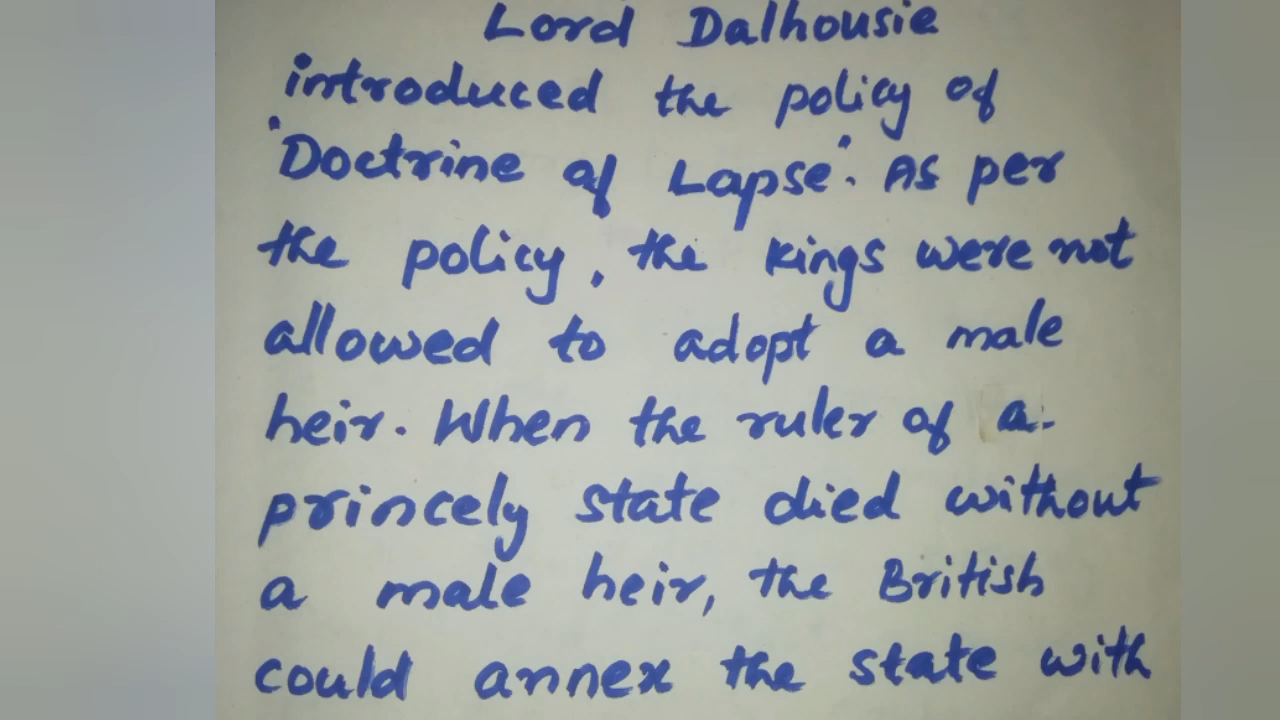 Lord Dalhousie
introduced the policy of
'Doctrine of Lapse'. As per
the policy, the kings were not
allowed to adopt a male
heir. When the ruler of a
princely state died without
a male heir, the British
could annex the state with